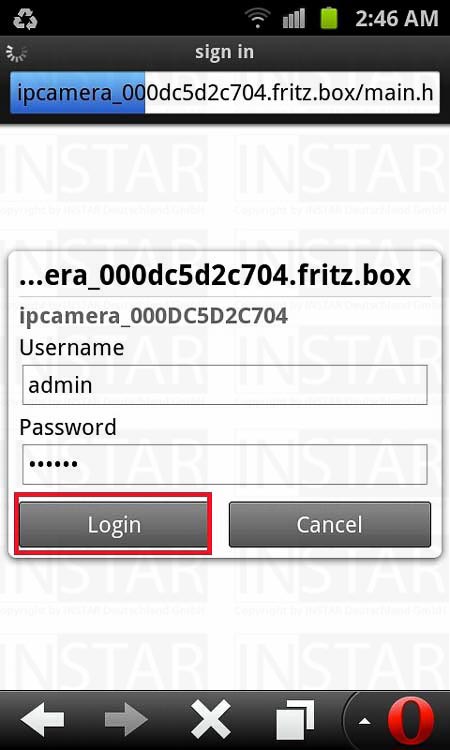 2:46 AM
sign in
ipcamera_000dc5d2c704.fritz.box/main.h
INSTAR INSTAR
Copyright by INSTAR Deutschland GmbH Copyright by INSTAR Deutschland GmbH
...era_000dc5d2c704.fritz.box
ipcamera_000DC5D2C704
Username
admin
Password
••••••
Login Cancel
Copyright by INSTAR Deutschland GmbH Copyright by INSTAR Deutschland GmbH
INSTAR INSTAR